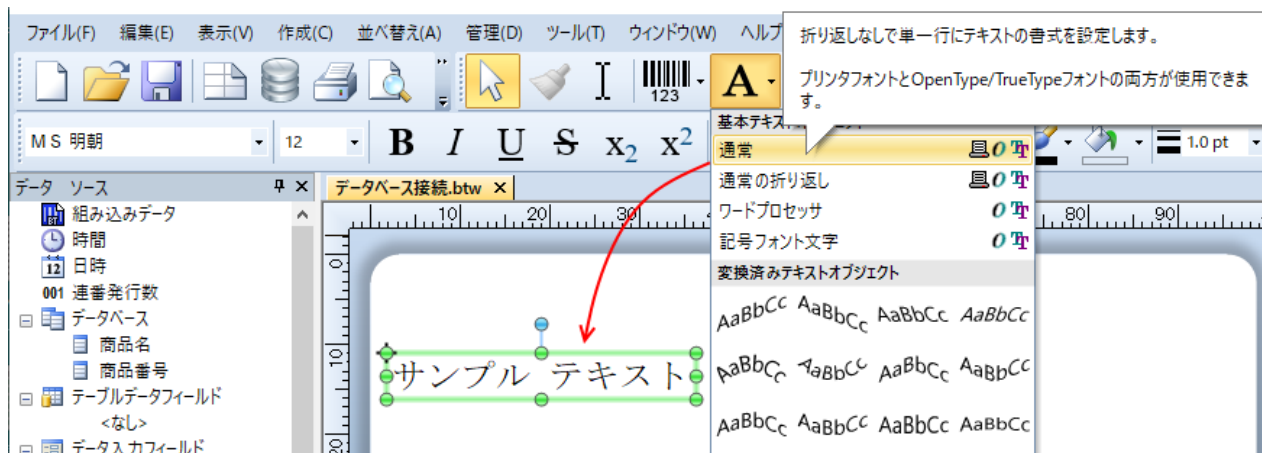 ファイル(F) 編集(E) 表示(V) 作成(C) 並べ替え(A) 管理(D) ツール(T) ウィンドウ(W) ヘルプ
折り返しなしで単一行にテキストの書式を設定します。
プリンタフォントとOpenType/TrueTypeフォントの両方が使用できま
す。
123
A
MS 明朝
12
B I U S X2 X2
1.0 pt
基本テキスト
通常
通常の折り返し
ワードプロセッサ
記号フォント文字
変換済みテキストオブジェクト
AaBbCc AaBbCc AaBbCc AaBbCc
AaBbCc AaBbCc AaBbCc AaBbCc
AaBbCc AaBbCc AaBbCc AaBbCc
データ ソース
組み込みデータ
時間
12 日時
001 連番発行数
データベース
商品名
商品番号
テーブルデータフィールド
<なし>
データ入力フィールド
データベース接続.btw ×
10 20 30 80 90
0
10
20
サンプル テキスト